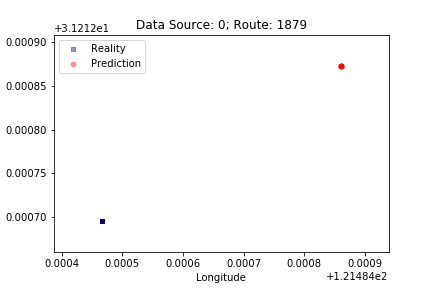 Data Source: 0; Route: 1879
+3.1212e1
0.00090
0.00085
0.00080
0.00075
0.00070
Reality
Prediction
0.0004 0.0005 0.0006 0.0007 0.0008 0.0009
Longitude
+1.21484e2